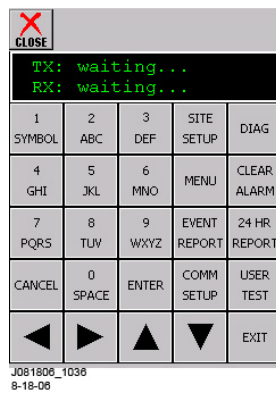 CLOSE
TX: waiting...
RX: waiting...
1 2 3 SITE DIAG
SYMBOL ABC DEF SETUP
4 5 6 MENU CLEAR
GHI JKL MNO ALARM
7 8 9 EVENT 24 HR
PQRS TUV WXYZ REPORT REPORT
CANCEL 0 ENTER COMM USER
SPACE SETUP TEST
EXIT
J081806_1036
8-18-06